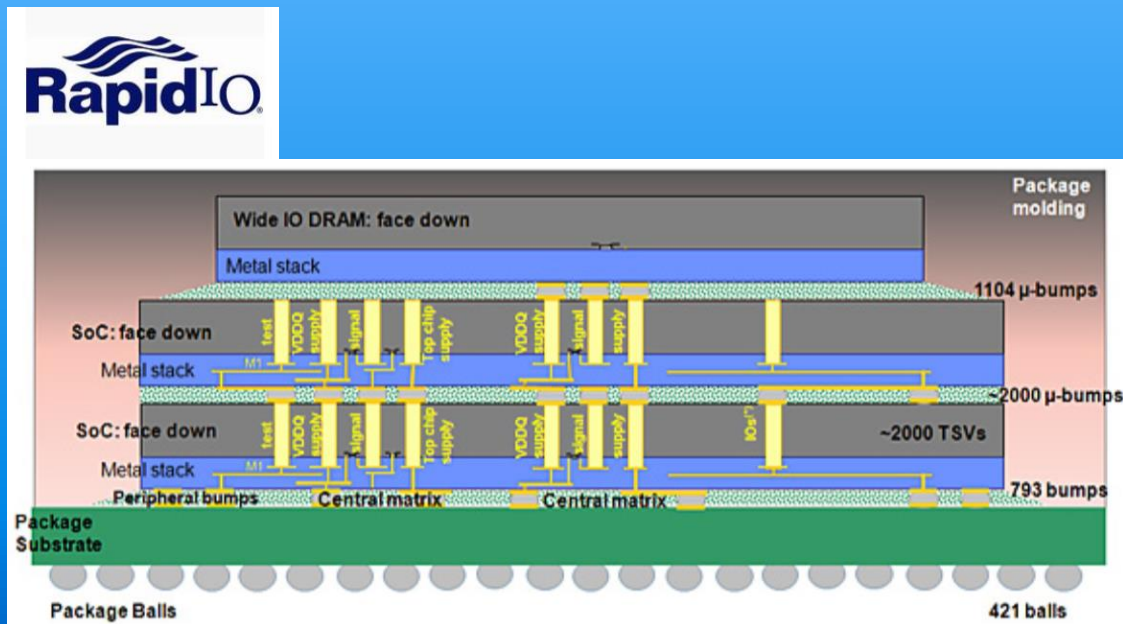 RapidIO®
Package
molding
Wide IO DRAM: face down
Metal stack
1104 µ-bumps
SoC: face down
test
VDDQ
supply
signal
Top chip
supply
VDDQ
supply
signal
supply
M1
Metal stack
~2000 µ-bumps
SoC: face down
test
VDDQ
supply
signal
Top chip
supply
VDDQ
supply
signal
supply
IOs(*)
~2000 TSVs
M1
Metal stack
793 bumps
Peripheral bumps
Central matrix
Central matrix
Package
Substrate
Package Balls
421 balls